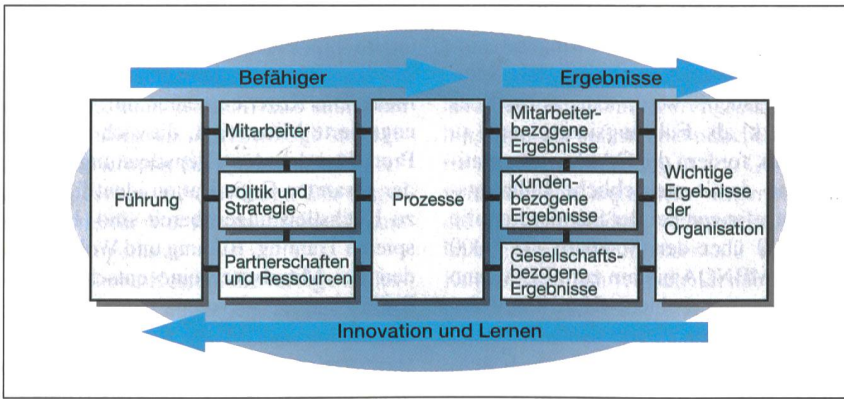 Befähiger
Ergebnisse
Führung
Mitarbeiter
Politik und
Strategie
Partnerschaften
und Ressourcen
Prozesse
Mitarbeiter-
bezogene
Ergebnisse
Kunden-
bezogene
Ergebnisse
Gesellschafts-
bezogene
Ergebnisse
Wichtige
Ergebnisse
der
Organisation
Innovation und Lernen